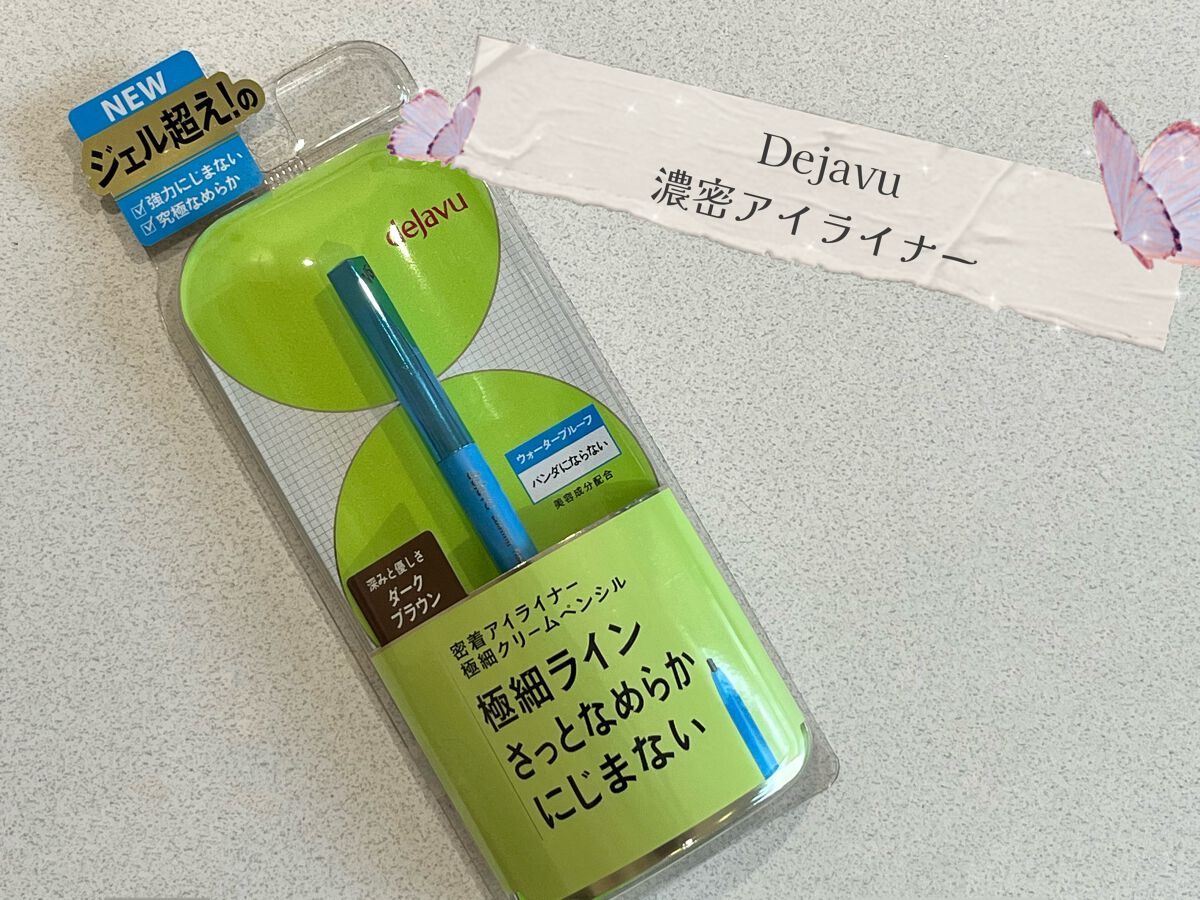 NEW
ジェル超え!の
☑強力ににじまない
☑究極なめらか
dejavu
Dejavu
濃密アイライナー
ウォータープルーフ
パンダにならない
美容成分配合
深みと優しさ
ダーク
ブラウン
密着アイライナー
極細クリームペンシル
極細ライン
さっとなめらか
にじまない